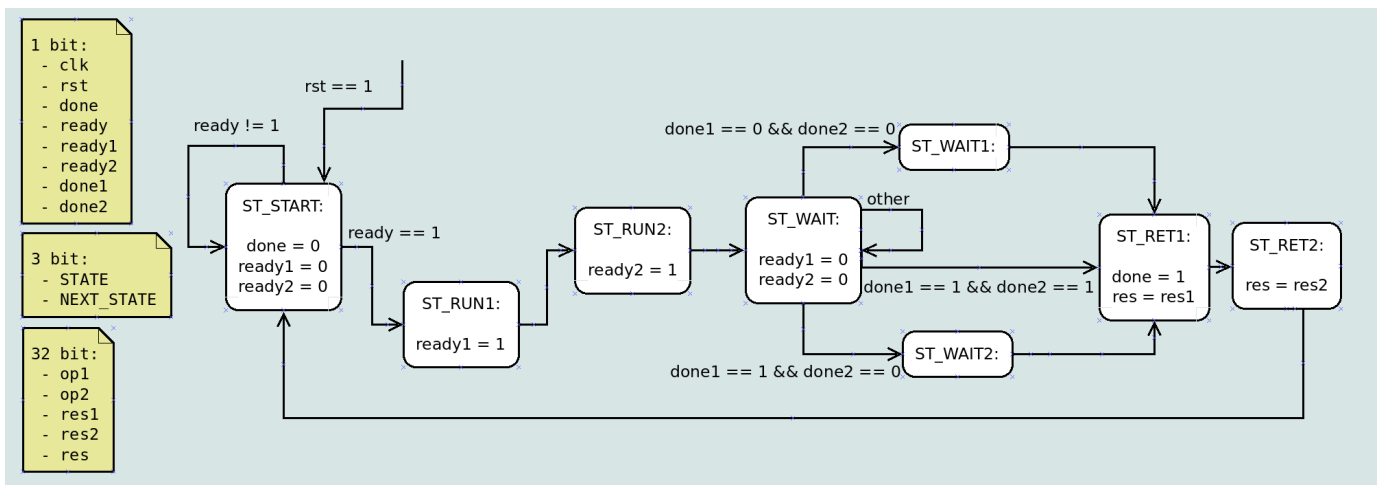 1 bit:
- clk
- rst
- done
- ready
- ready1
- ready2
- done1
- done2
3 bit:
- STATE
- NEXT_STATE
32 bit:
- op1
- op2
- res1
- res2
- res
rst == 1
ready != 1
ST_START:
done = 0
ready1 = 0
ready2 = 0
ready == 1
ST_RUN1:
ready1 = 1
ST_RUN2:
ready2 = 1
ST_WAIT:
ready1 = 0
ready2 = 0
done1 == 0 && done2 == 0
ST_WAIT1:
other
done1 == 1 && done2 == 1
done1 == 1 && done2 == 0
ST_WAIT2:
ST_RET1:
done = 1
res = res1
ST_RET2:
res = res2